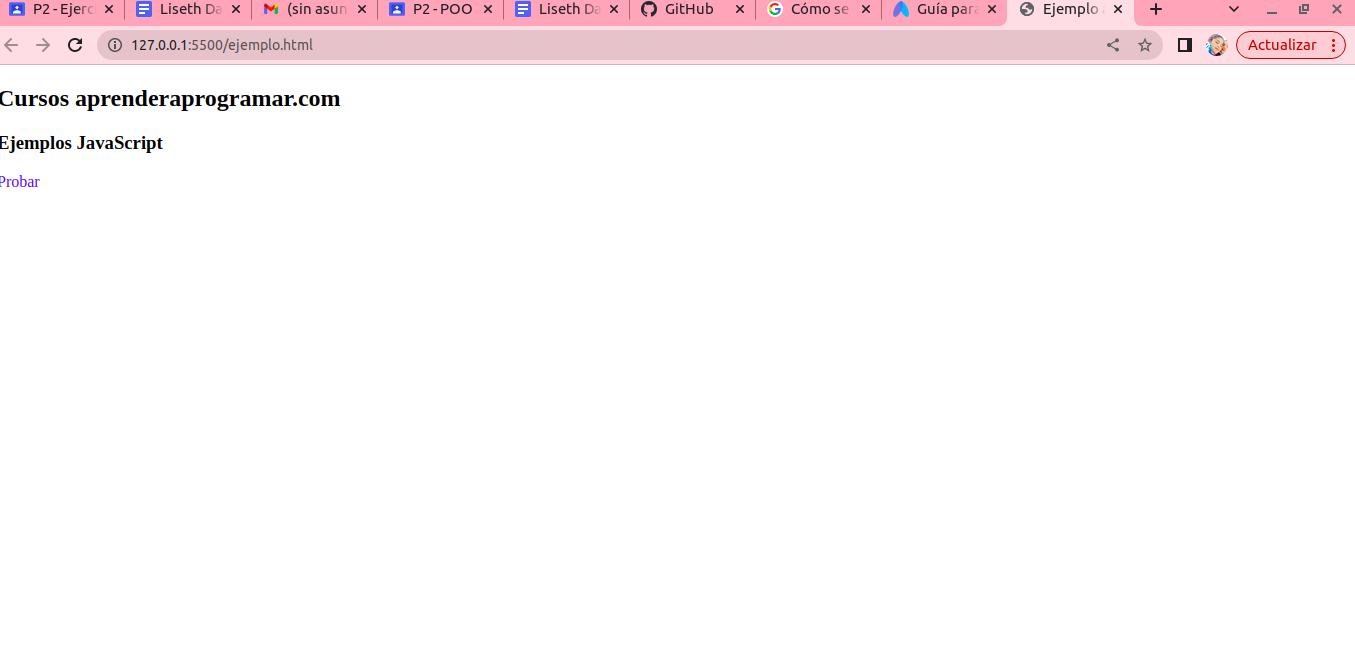 P2 - Ejerc Liseth Da (sin asun P2 - POO Liseth Da GitHub Cómo se Guía para Ejemplo
127.0.0.1:5500/ejemplo.html Actualizar
Cursos aprenderaprogramar.com
Ejemplos JavaScript
Probar